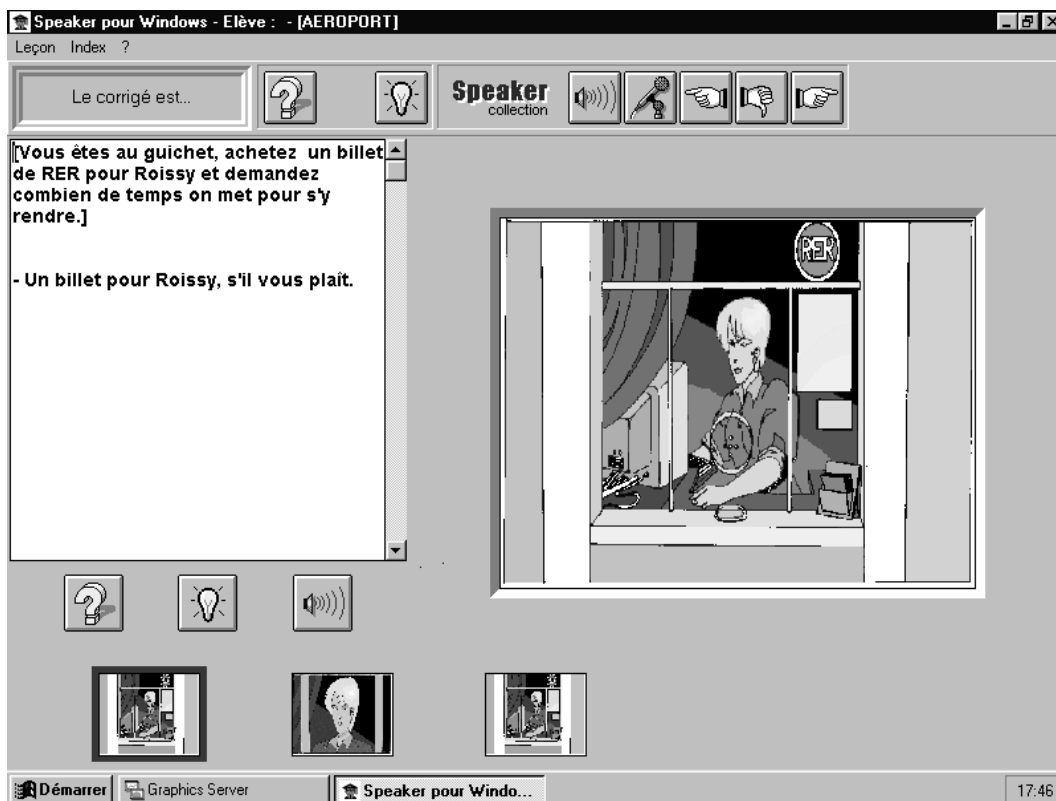 Speaker pour Windows - Elève :  - [AEROPORT]
Leçon Index ?
Le corrigé est...
Speaker
collection
[Vous êtes au guichet, achetez  un billet
de RER pour Roissy et demandez
combien de temps on met pour s'y
rendre.]
- Un billet pour Roissy, s'il vous plaît.
RER
Démarrer
Graphics Server
Speaker pour Windo...
17:46